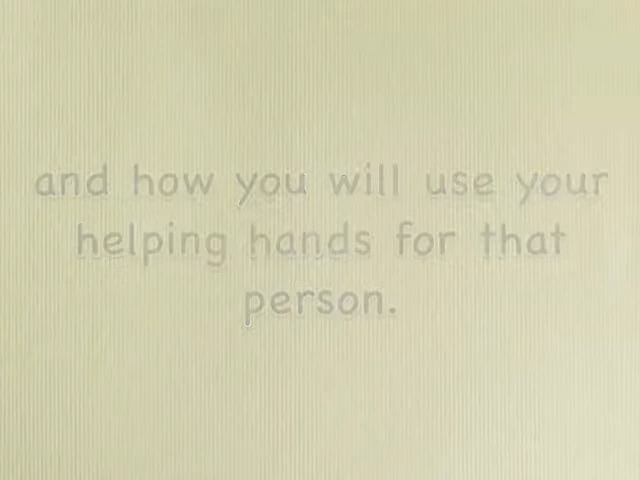 and how you will use your
helping hands for that
person.